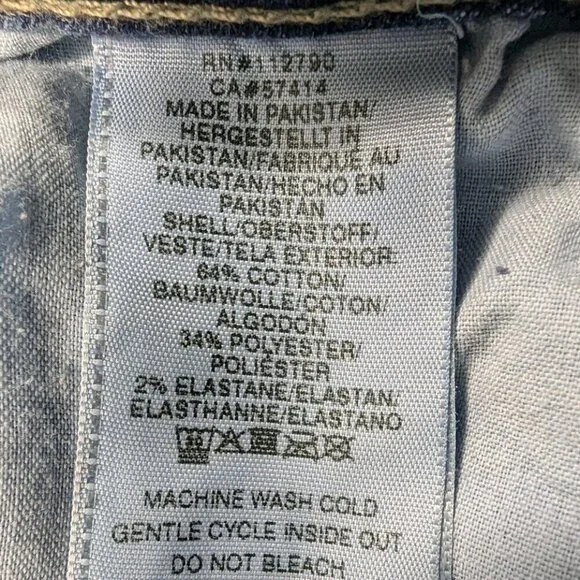 RN#112790
CA#57414
MADE IN PAKISTAN/
HERGESTELLT IN
PAKISTAN/FABRIQUE AU
PAKISTAN/HECHO EN
PAKISTAN
SHELL/OBERSTOFF/
VESTE/TELA EXTERIOR:
64% COTTON/
BAUMWOLLE/COTON/
ALGODON
34% POLYESTER/
POLIÉSTER
2% ELASTANE/ELASTAN/
ELASTHANNE/ELASTANO
MACHINE WASH COLD
GENTLE CYCLE INSIDE OUT
DO NOT BLEACH